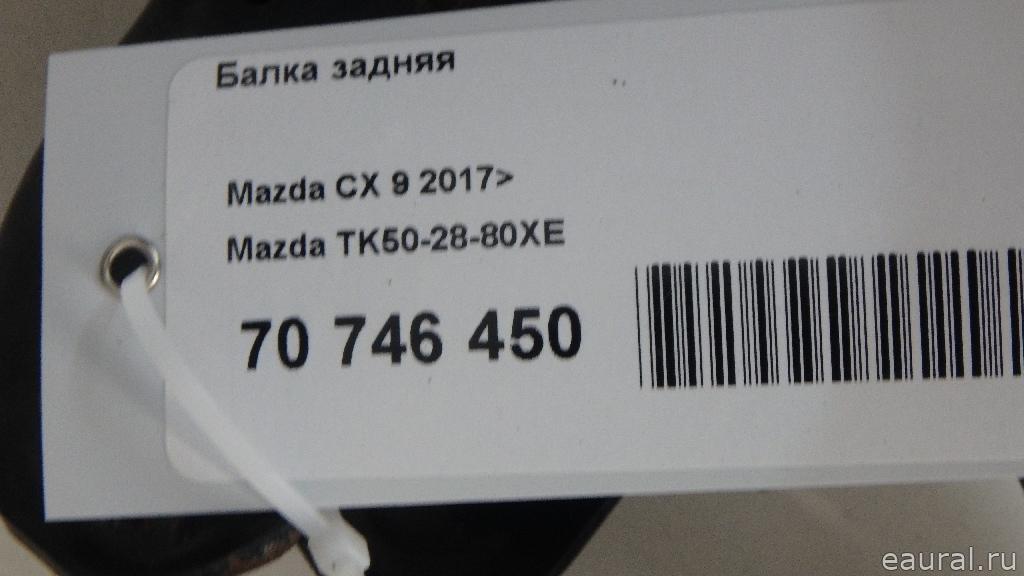 Балка задняя
Mazda CX 9 2017>
Mazda TK50-28-80XE
70 746 450
eaural.ru